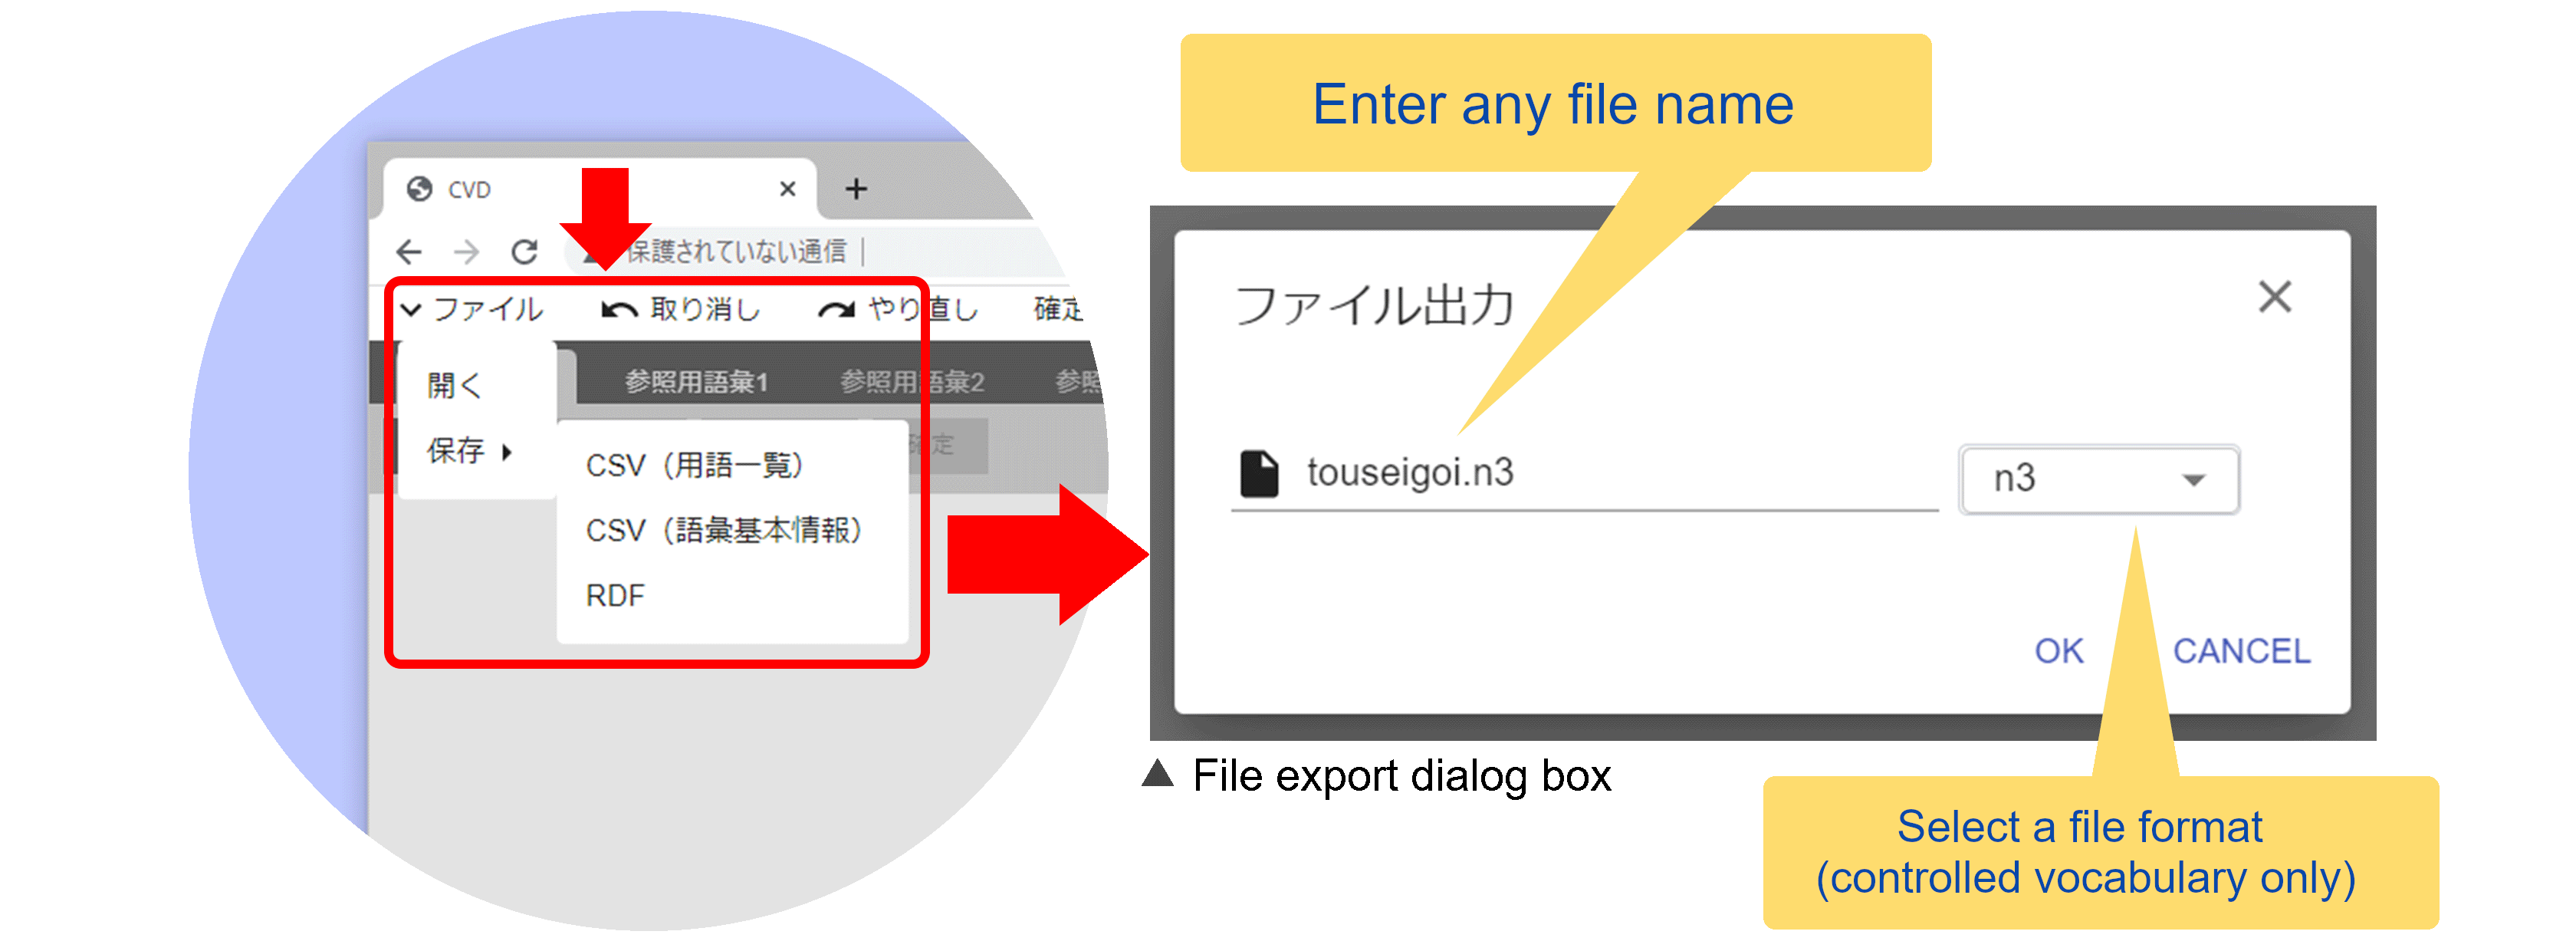 Enter any file name
CVD
保護されていない通信
ファイル 取り消し やり直し 確定
開く 参照用語彙1 参照用語彙2 参照
保存 確定
CSV（用語一覧）
CSV（語彙基本情報）
RDF
ファイル出力
touseigoi.n3 n3
OK CANCEL
▲ File export dialog box
Select a file format
(controlled vocabulary only)